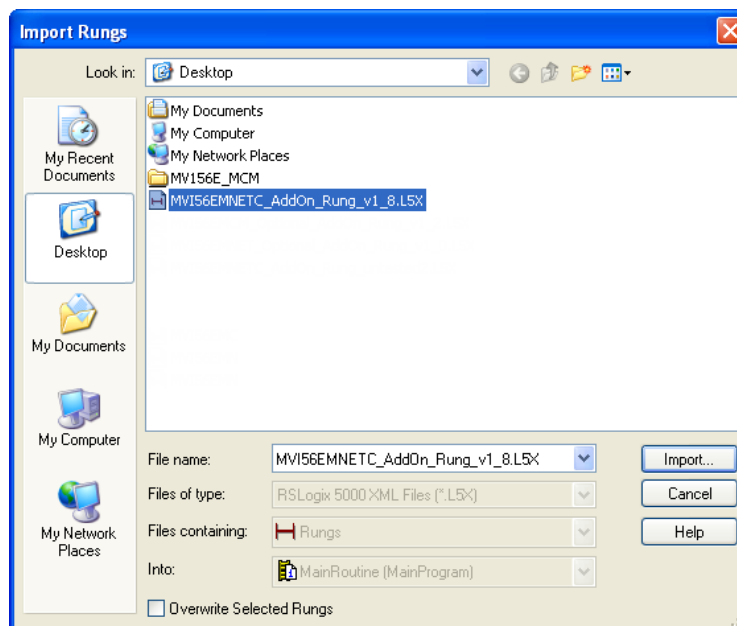 Import Rungs
Look in:
Desktop
My Recent
Documents
Desktop
My Documents
My Computer
My Network
Places
My Documents
My Computer
My Network Places
MV156E_MCM
MVI56EMNETC_AddOn_Rung_v1_8.L5X
File name:
MVI56EMNETC_AddOn_Rung_v1_8.L5X
Import...
Files of type:
RSLogix 5000 XML Files (*.L5X)
Cancel
Files containing:
Rungs
Help
Into:
MainRoutine (MainProgram)
Overwrite Selected Rungs